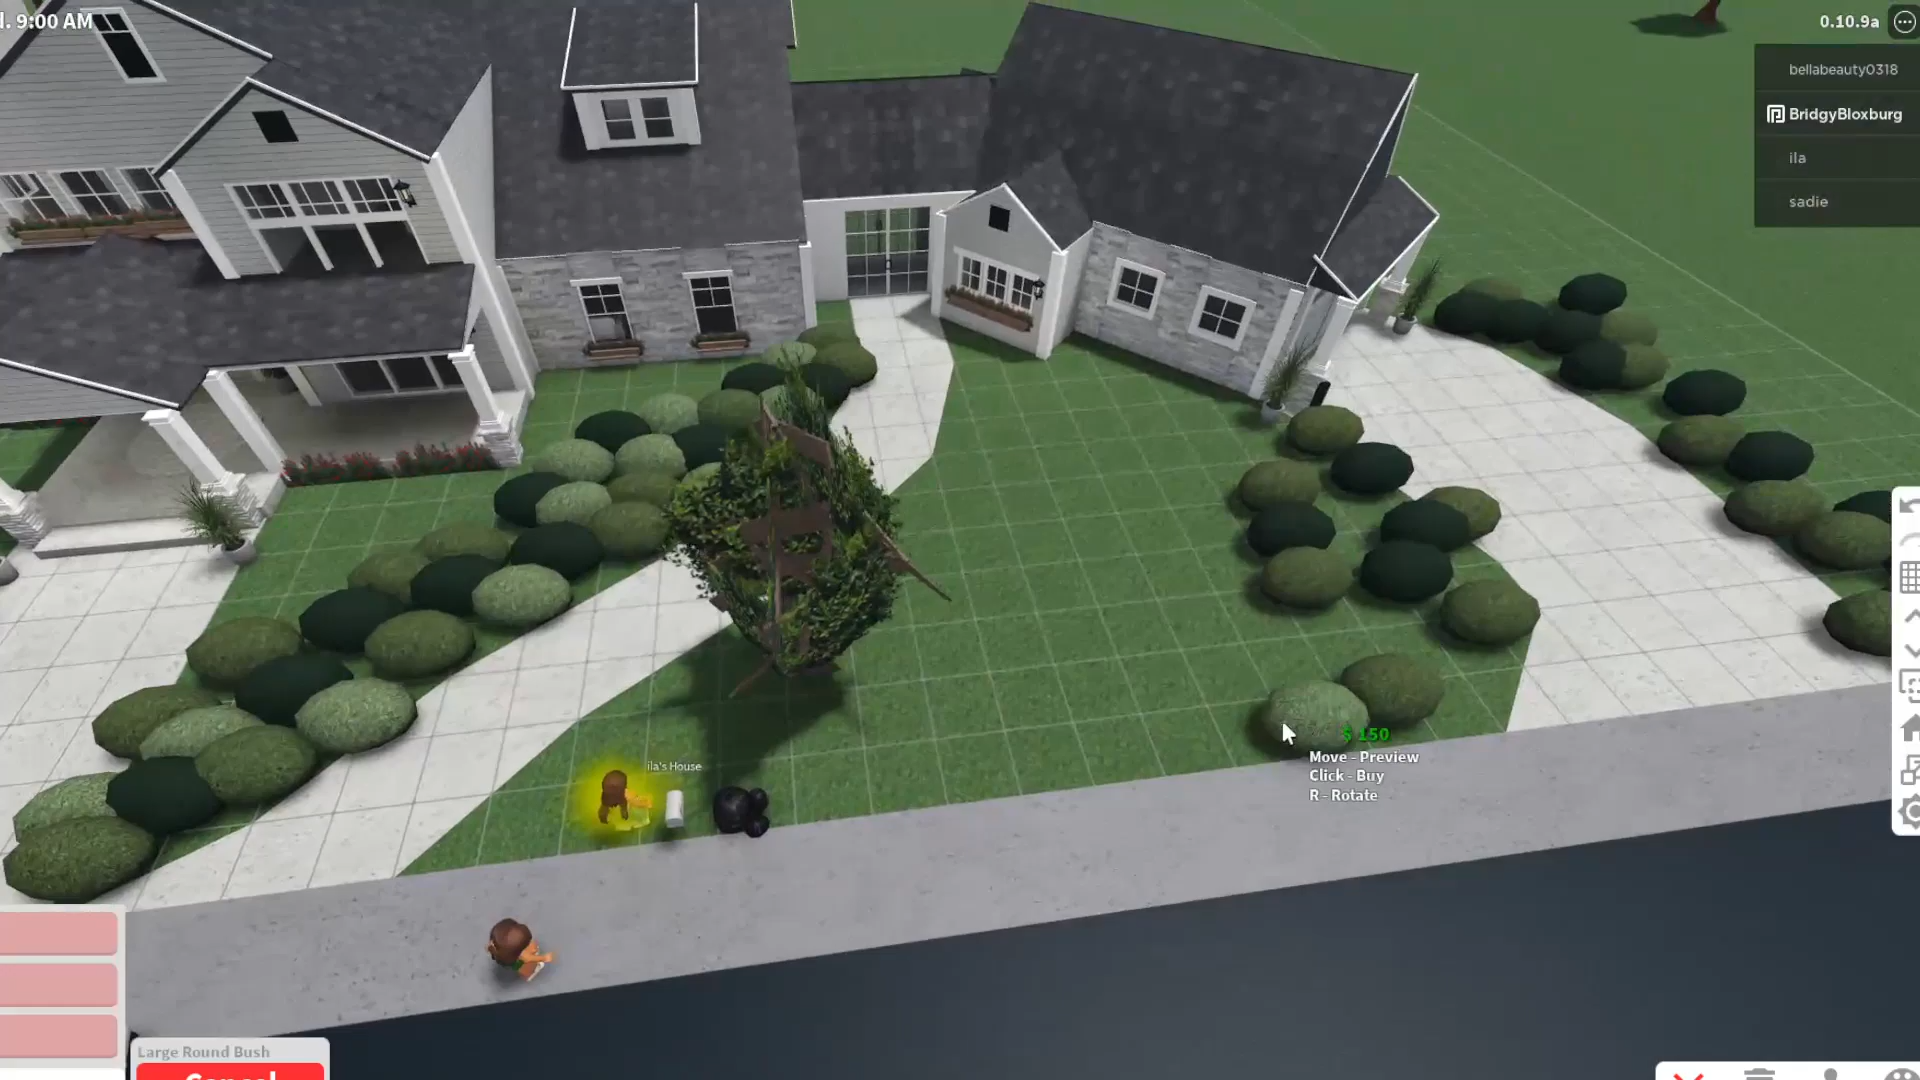 . 9:00 AM
0.10.9a
bellabeauty0318
BridgyBloxburg
ila
sadie
ila's House
$ 150
Move - Preview
Click - Buy
R - Rotate
Large Round Bush
Cancel